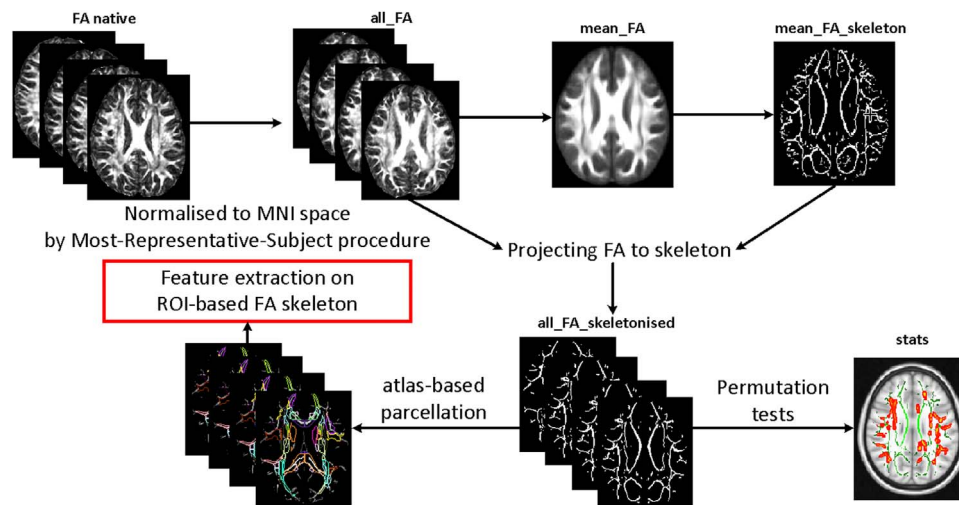 FA native
all_FA
mean_FA
mean_FA_skeleton
Normalised to MNI space
by Most-Representative-Subject procedure
Projecting FA to skeleton
Feature extraction on
ROI-based FA skeleton
all_FA_skeletonised
stats
atlas-based
parcellation
Permutation
tests